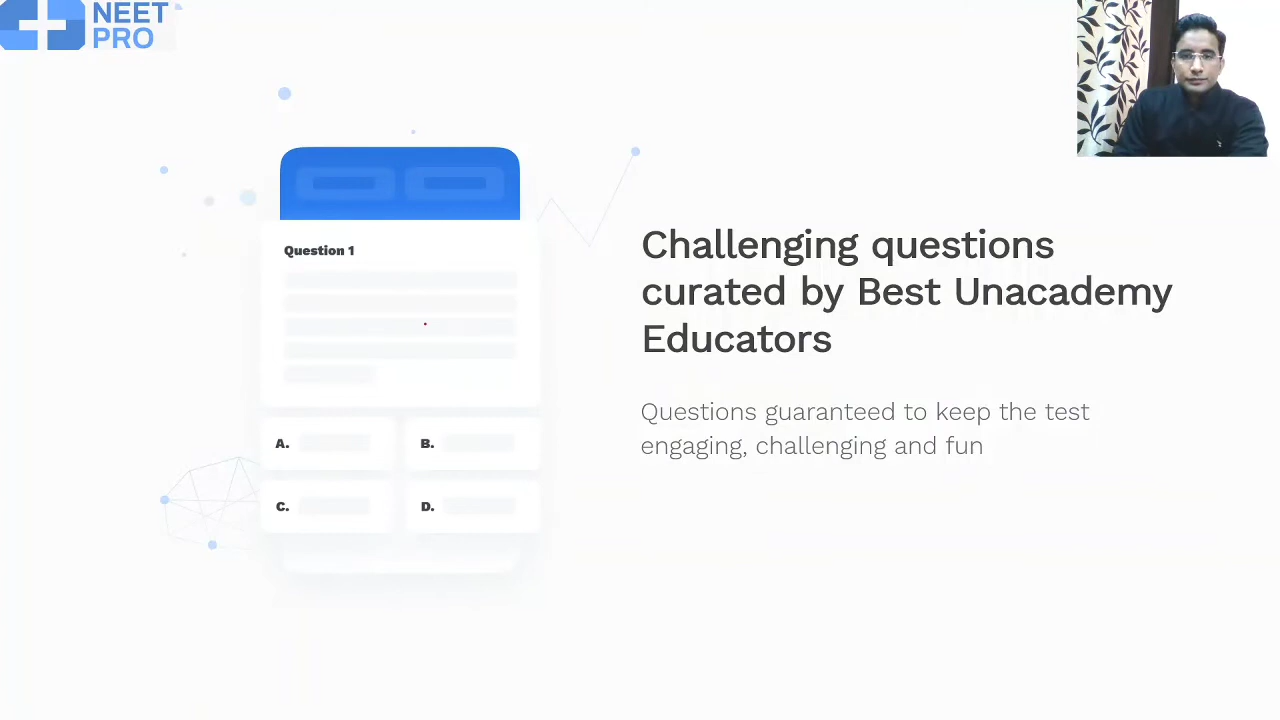 NEET
PRO
Question 1
A.
B.
C.
D.
Challenging questions
curated by Best Unacademy
Educators
Questions guaranteed to keep the test
engaging, challenging and fun